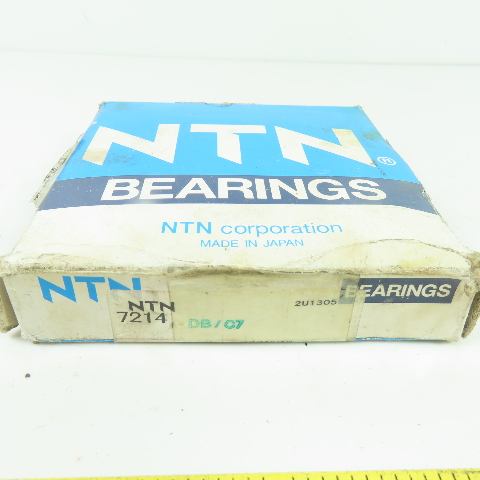 NTN®
BEARINGS
NTN corporation
MADE IN JAPAN
NTN
NTN
7214 DB/C7
2U1305
BEARINGS